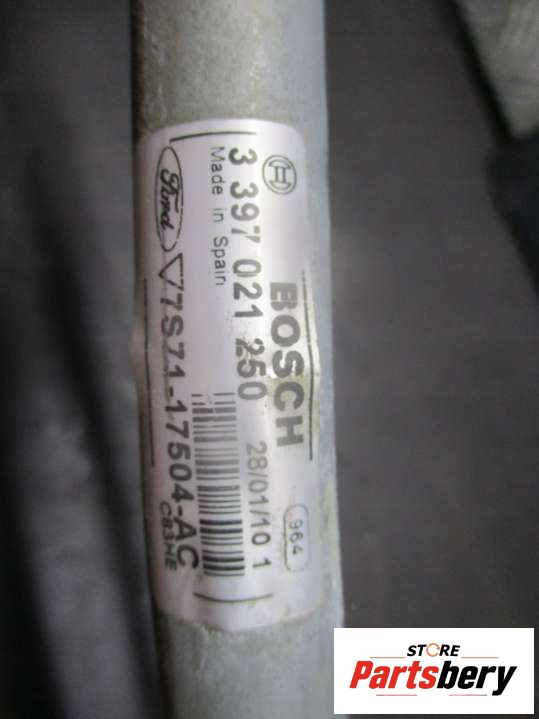 BOSCH
3 397 021 250
28/01/10 1
964
Made in Spain
Ford
7S71-17504-AC
C83HE
STORE
Partsbery